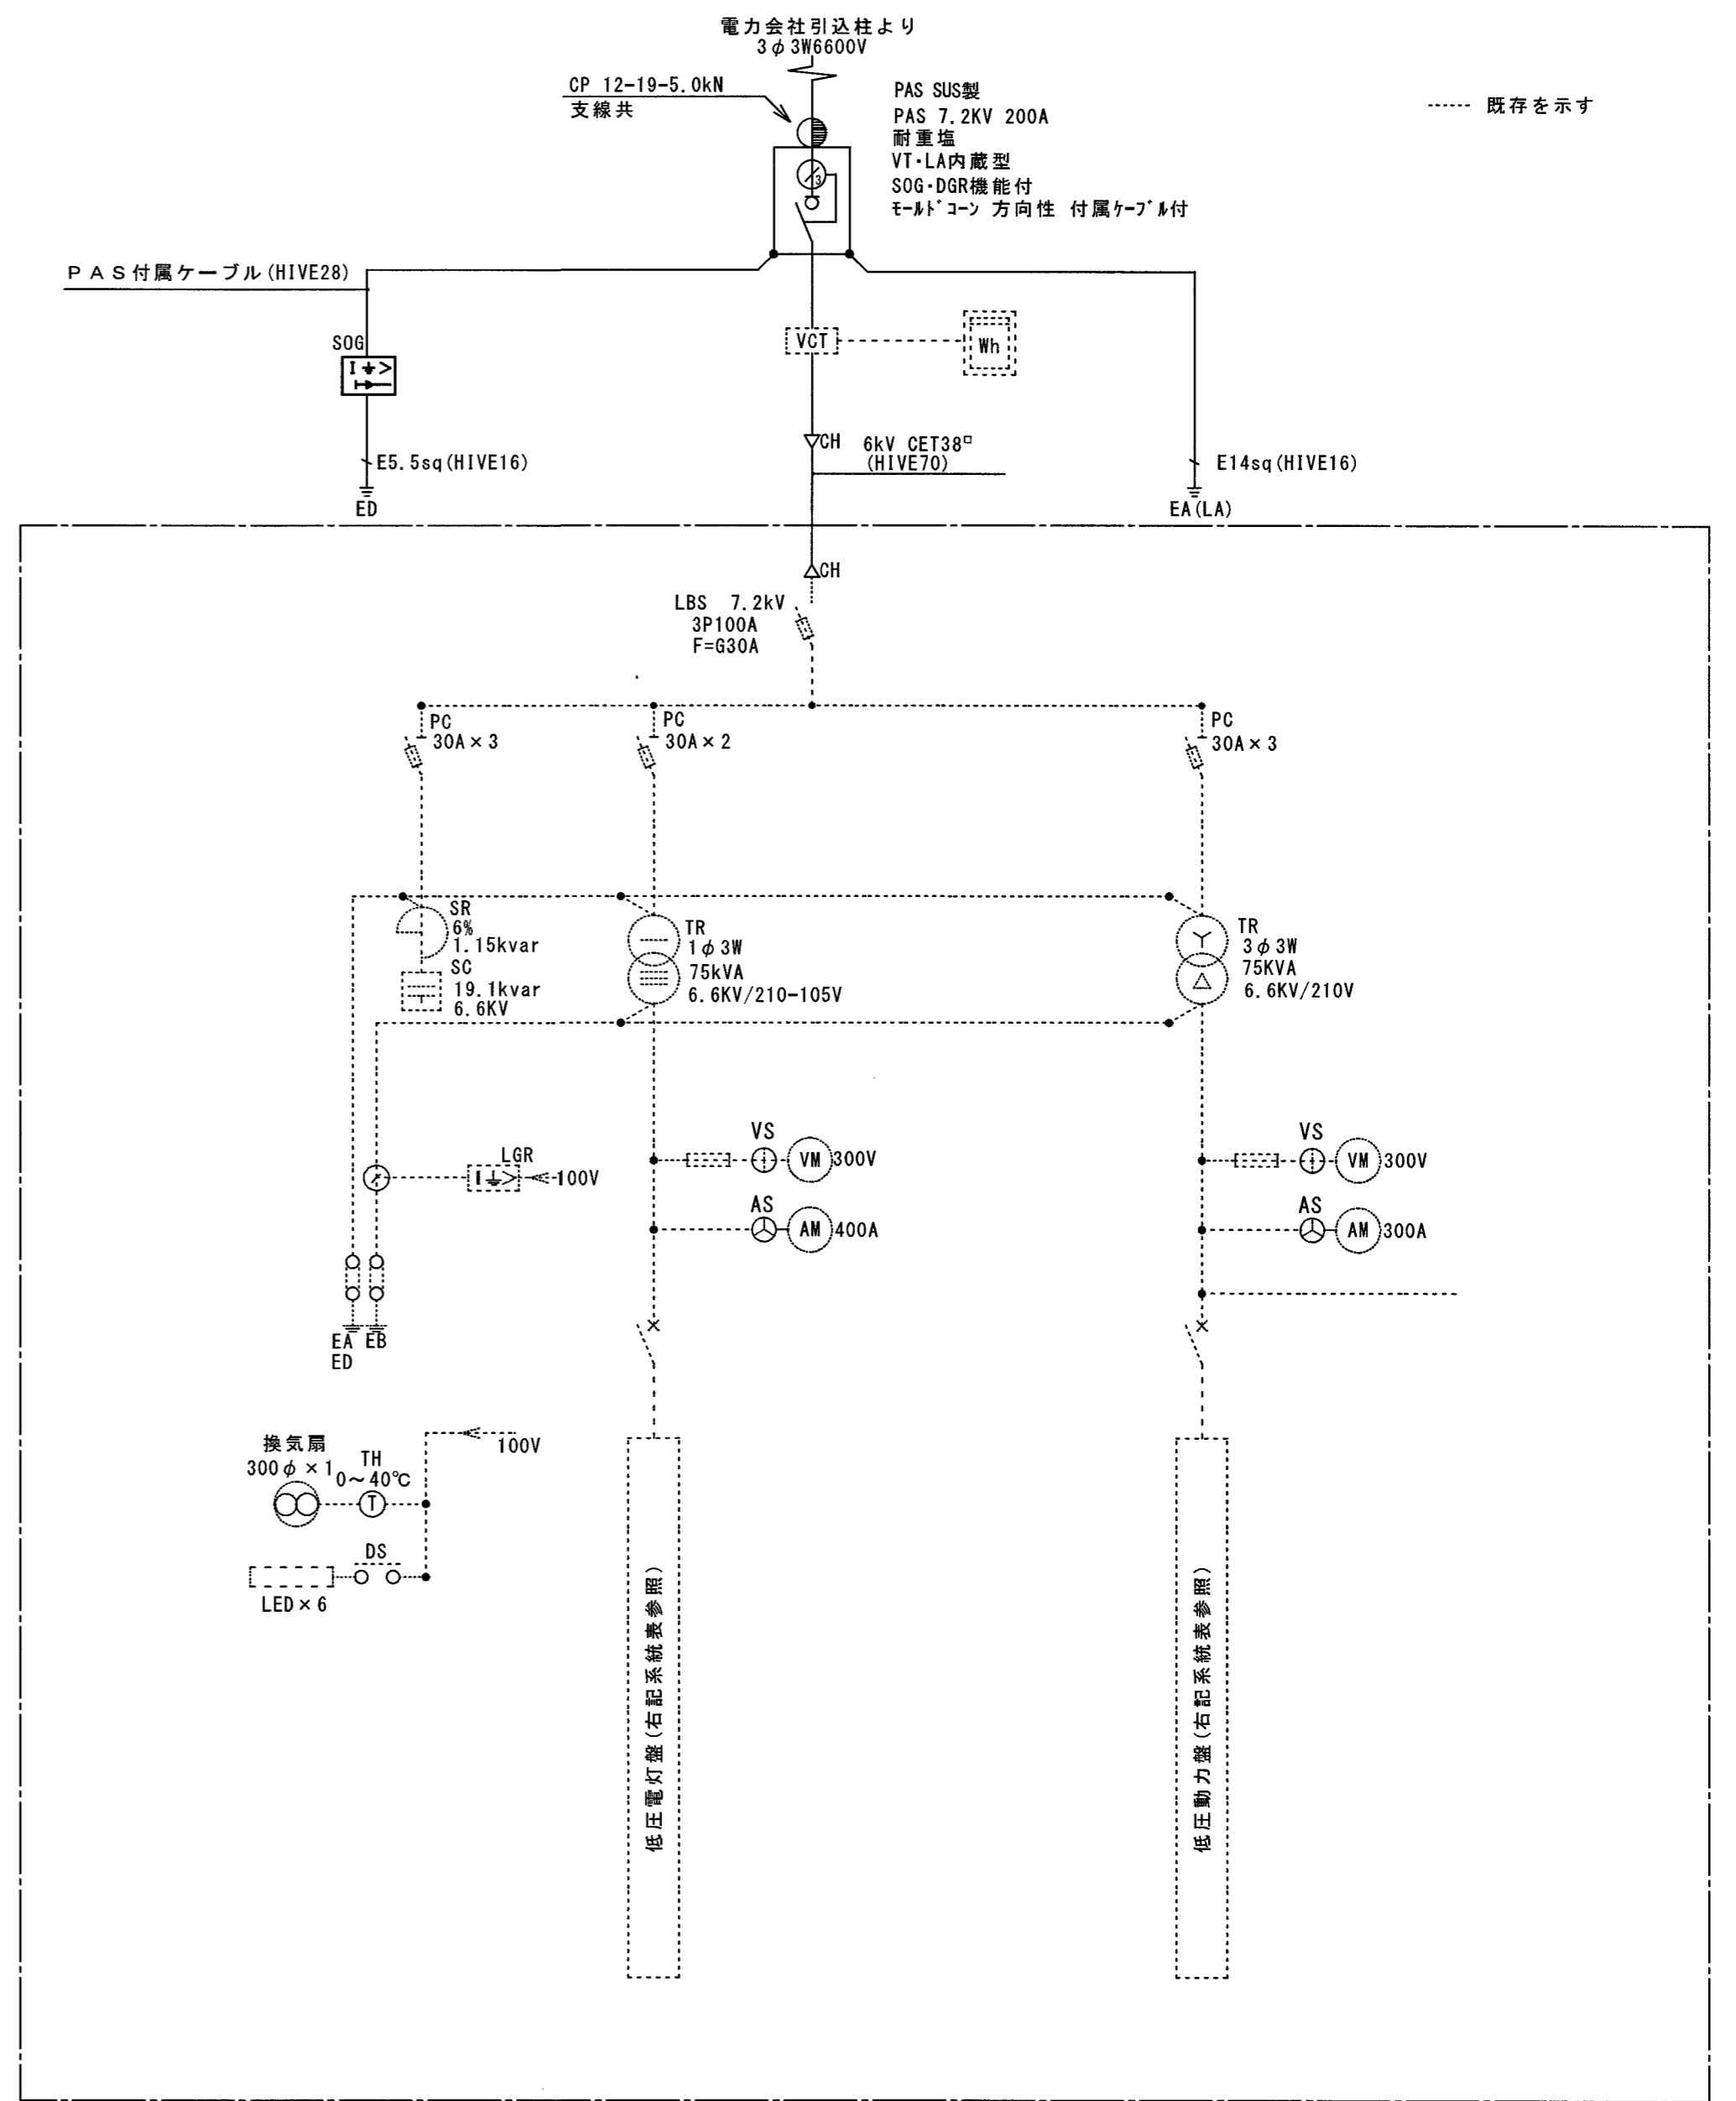 電力会社引込柱より
3φ3W6600V
CP 12-19-5.0kN
支線共
PAS SUS製
PAS 7.2KV 200A
耐重塩
VT・LA内蔵型
SOG・DGR機能付
ﾓｰﾙﾄﾞｺｰﾝ 方向性 付属ｹｰﾌﾞﾙ付
------ 既存を示す
3
PAS付属ケーブル(HIVE28)
SOG
I >
VCT
Wh
CH
6kV CET38□
(HIVE70)
E5.5sq(HIVE16)
ED
E14sq(HIVE16)
EA(LA)
CH
LBS 7.2kV
3P100A
F=G30A
PC
30A×3
PC
30A×2
PC
30A×3
SR
6%
1.15kvar
SC
19.1kvar
6.6KV
TR
1φ3W
75kVA
6.6KV/210-105V
TR
3φ3W
75KVA
6.6KV/210V
LGR
I >
100V
VS
VM
300V
AS
AM
400A
VS
VM
300V
AS
AM
300A
EA
ED
EB
換気扇
300φ×1
TH
0～40℃
T
100V
DS
LED×6
低圧電灯盤(右記系統表参照)
低圧動力盤(右記系統表参照)